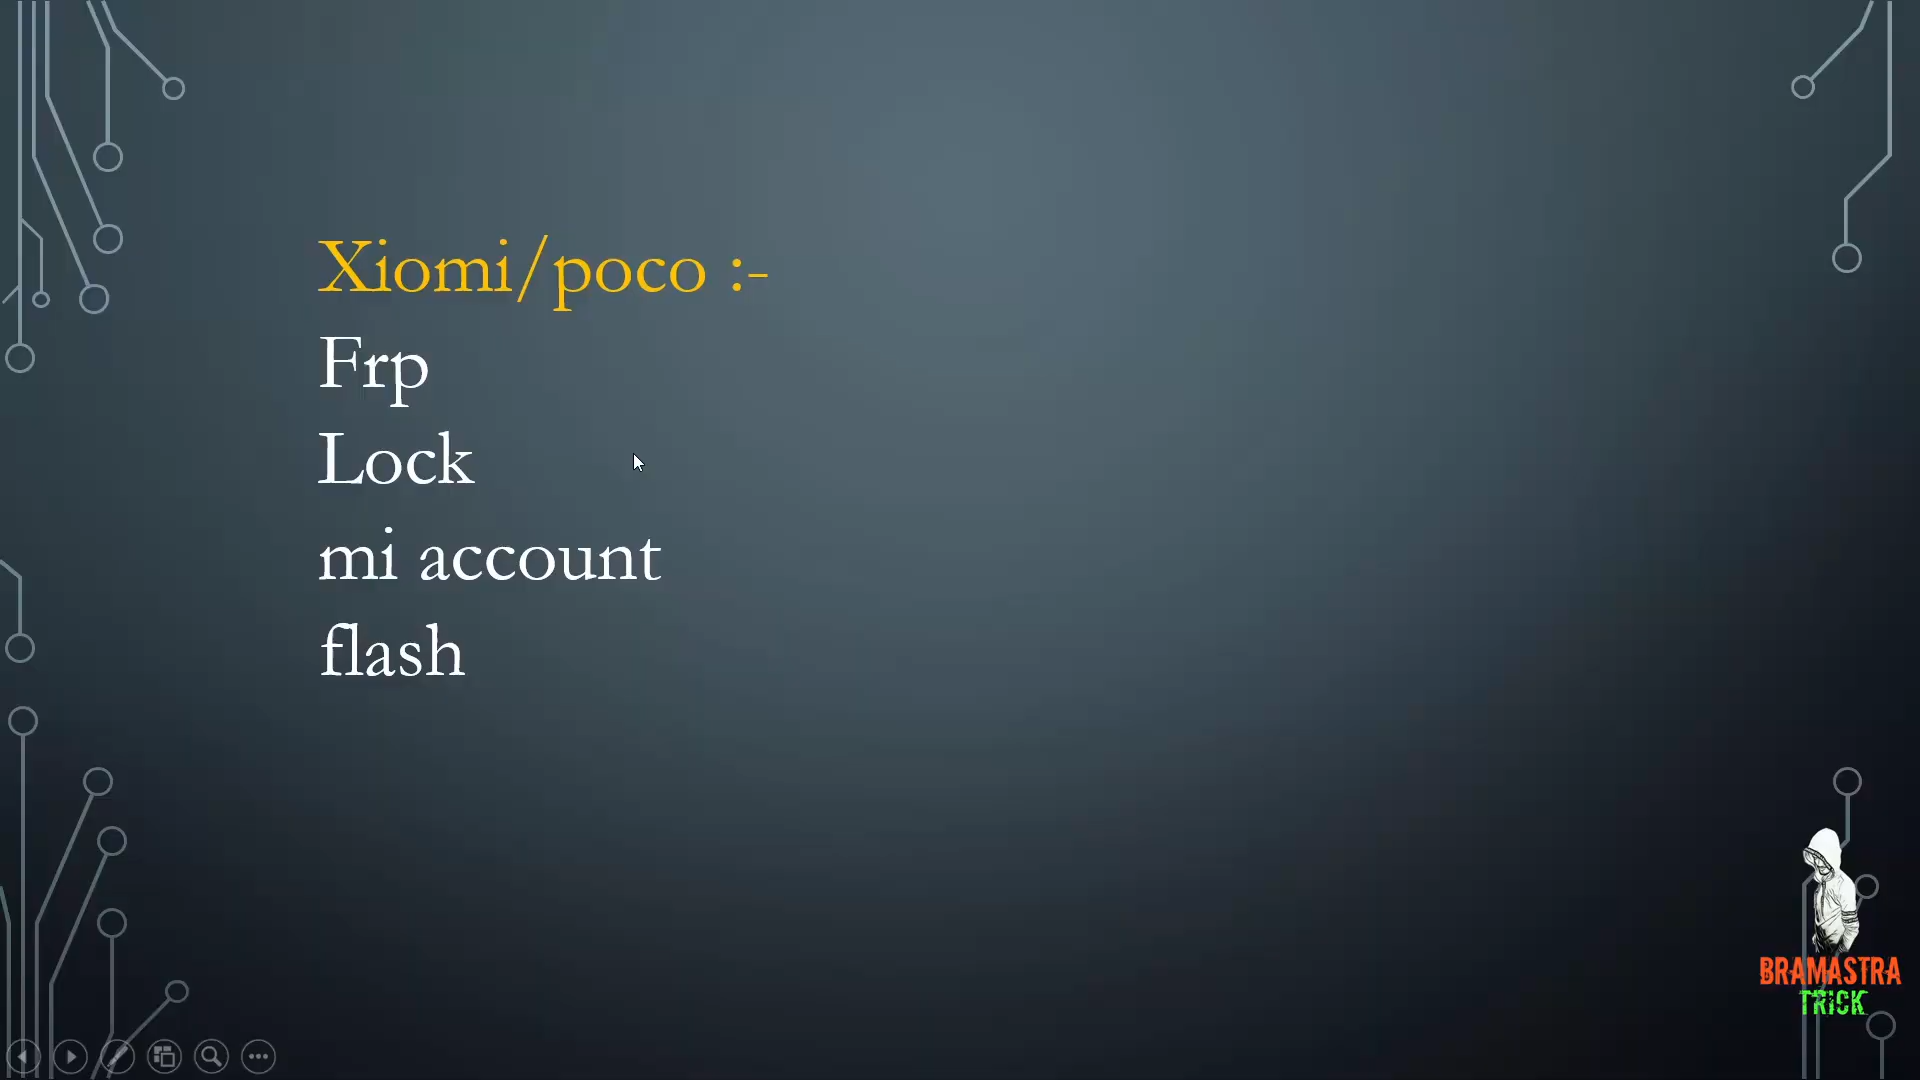 Xiomi/poco :-
Frp
Lock
mi account
flash
BRAMASTRA
TRICK